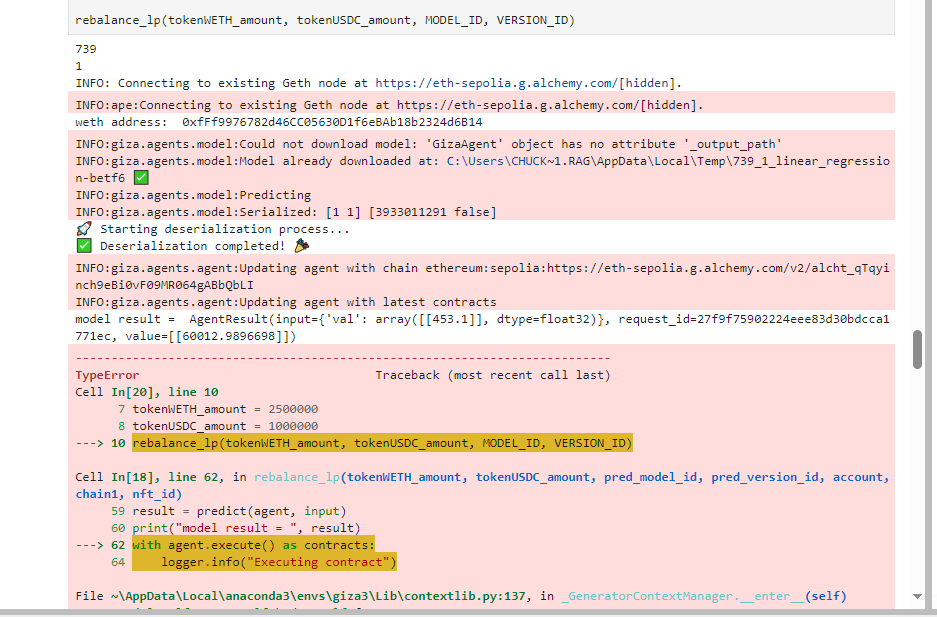 rebalance_lp(tokenWETH_amount, tokenUSDC_amount, MODEL_ID, VERSION_ID)
739
1
INFO: Connecting to existing Geth node at https://eth-sepolia.g.alchemy.com/[hidden].
INFO:ape:Connecting to existing Geth node at https://eth-sepolia.g.alchemy.com/[hidden].
weth address:  0xfFf9976782d46CC05630D1f6eBAb18b2324d6B14
INFO:giza.agents.model:Could not download model: 'GizaAgent' object has no attribute '_output_path'
INFO:giza.agents.model:Model already downloaded at: C:\Users\CHUCK~1.RAG\AppData\Local\Temp\739_1_linear_regressio
n-betf6 ✅
INFO:giza.agents.model:Predicting
INFO:giza.agents.model:Serialized: [1 1] [3933011291 false]
🚀 Starting deserialization process...
✅ Deserialization completed! 🎉
INFO:giza.agents.agent:Updating agent with chain ethereum:sepolia:https://eth-sepolia.g.alchemy.com/v2/alcht_qTqyi
nch9eBi0vF09MR064gABbQbLI
INFO:giza.agents.agent:Updating agent with latest contracts
model result =  AgentResult(input={'val': array([[453.1]], dtype=float32)}, request_id=27f9f75902224eee83d30bdcca1
771ec, value=[[60012.9896698]])
---------------------------------------------------------------------------
TypeError                                 Traceback (most recent call last)
Cell In[20], line 10
7 tokenWETH_amount = 2500000
8 tokenUSDC_amount = 1000000
---> 10 rebalance_lp(tokenWETH_amount, tokenUSDC_amount, MODEL_ID, VERSION_ID)
Cell In[18], line 62, in rebalance_lp(tokenWETH_amount, tokenUSDC_amount, pred_model_id, pred_version_id, account,
chain1, nft_id)
59 result = predict(agent, input)
60 print("model result = ", result)
---> 62 with agent.execute() as contracts:
64     logger.info("Executing contract")
File ~\AppData\Local\anaconda3\envs\giza3\Lib\contextlib.py:137, in _GeneratorContextManager.__enter__(self)